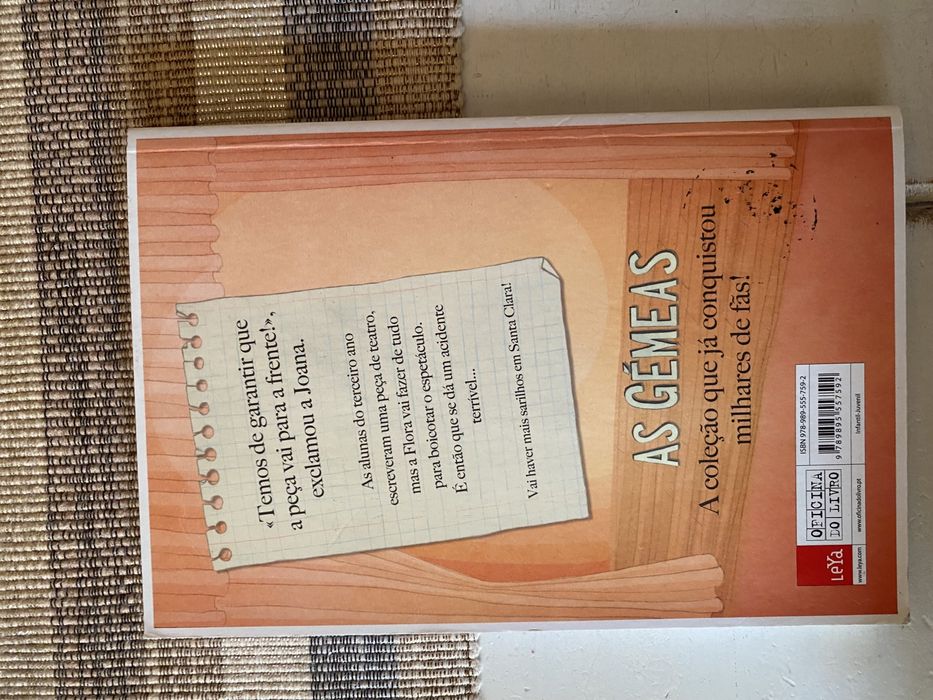 «Temos de garantir que
a peça vai para a frente!»,
exclamou a Joana.
As alunas do terceiro ano
escreveram uma peça de teatro,
mas a Flora vai fazer de tudo
para boicotar o espetáculo.
É então que se dá um acidente
terrível...
Vai haver mais sarilhos em Santa Clara!
AS GÉMEAS
A coleção que já conquistou
milhares de fãs!
LeYa
OFICINA
DO LIVRO
ISBN 978-989-555-759-2
9 789895 557592
www.leya.com
www.oficinadolivro.pt
Infantil-Juvenil